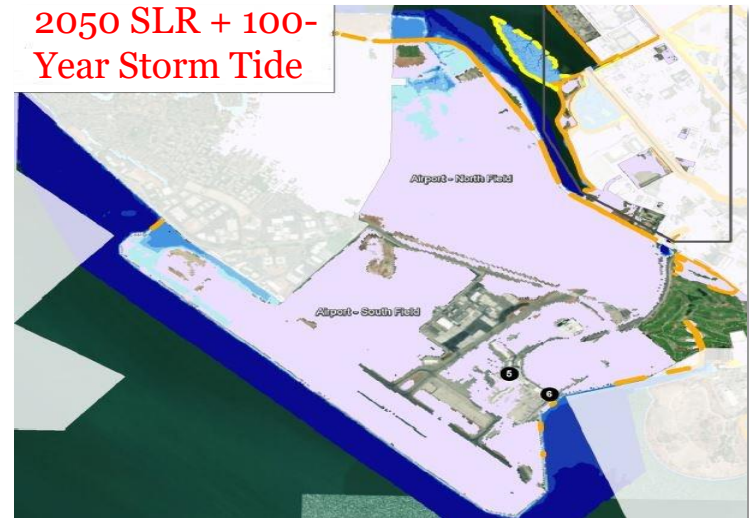 2050 SLR + 100-
Year Storm Tide
Airport - North Field
Airport - South Field
5
6